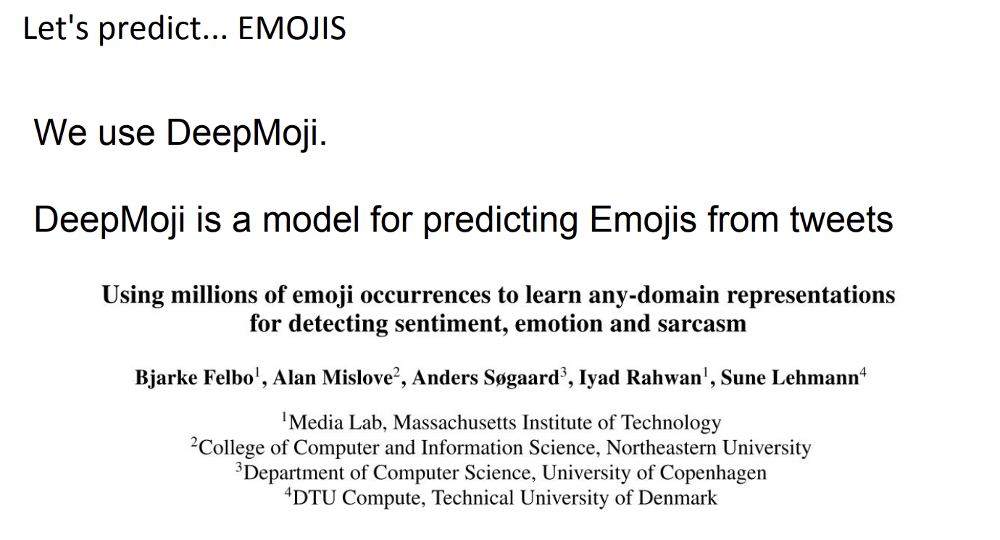 Let's predict... EMOJIS
We use DeepMoji.
DeepMoji is a model for predicting Emojis from tweets
Using millions of emoji occurrences to learn any-domain representations
for detecting sentiment, emotion and sarcasm
Bjarke Felbo¹, Alan Mislove², Anders Søgaard³, Iyad Rahwan¹, Sune Lehmann⁴
¹Media Lab, Massachusetts Institute of Technology
²College of Computer and Information Science, Northeastern University
³Department of Computer Science, University of Copenhagen
⁴DTU Compute, Technical University of Denmark